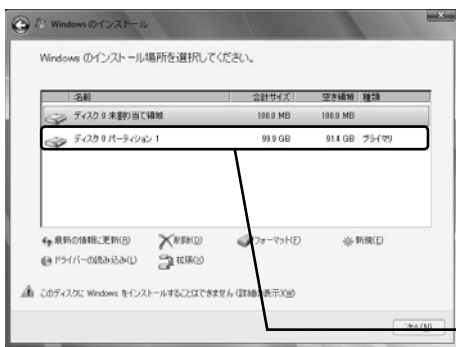 Windows のインストール
Windows のインストール場所を選択してください。
名前 合計サイズ 空き領域 種類
ディスク 0 未割り当て領域 100.0 MB 100.0 MB
ディスク 0 パーティション 1 99.9 GB 91.4 GB プライマリ
最新の情報に更新(R) 削除(D) フォーマット(F) 新規(E)
ドライバーの読み込み(L) 拡張(X)
このディスクに Windows をインストールすることはできません (詳細の表示)(W)
次へ(N)